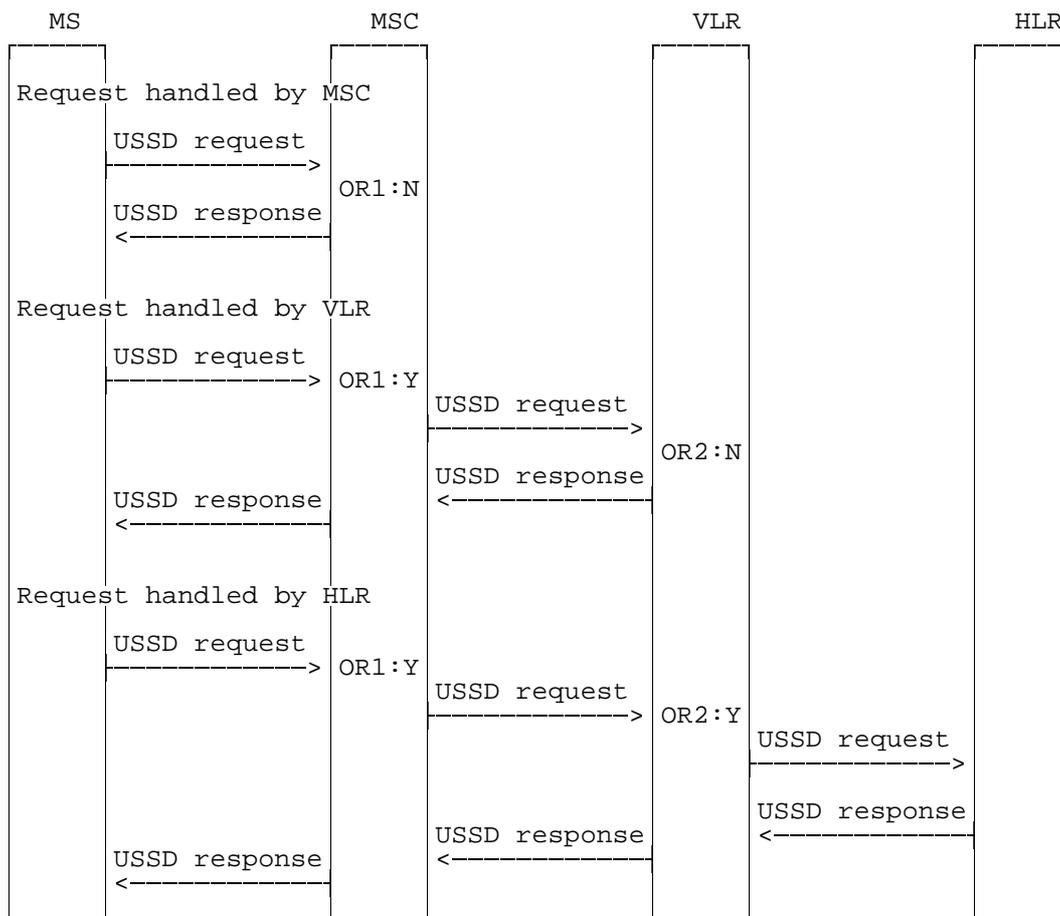 MS MSC VLR HLR
Request handled by MSC
USSD request
OR1:N
USSD response
Request handled by VLR
USSD request
OR1:Y
USSD request
OR2:N
USSD response
USSD response
Request handled by HLR
USSD request
OR1:Y
USSD request
OR2:Y
USSD request
USSD response
USSD response
USSD response